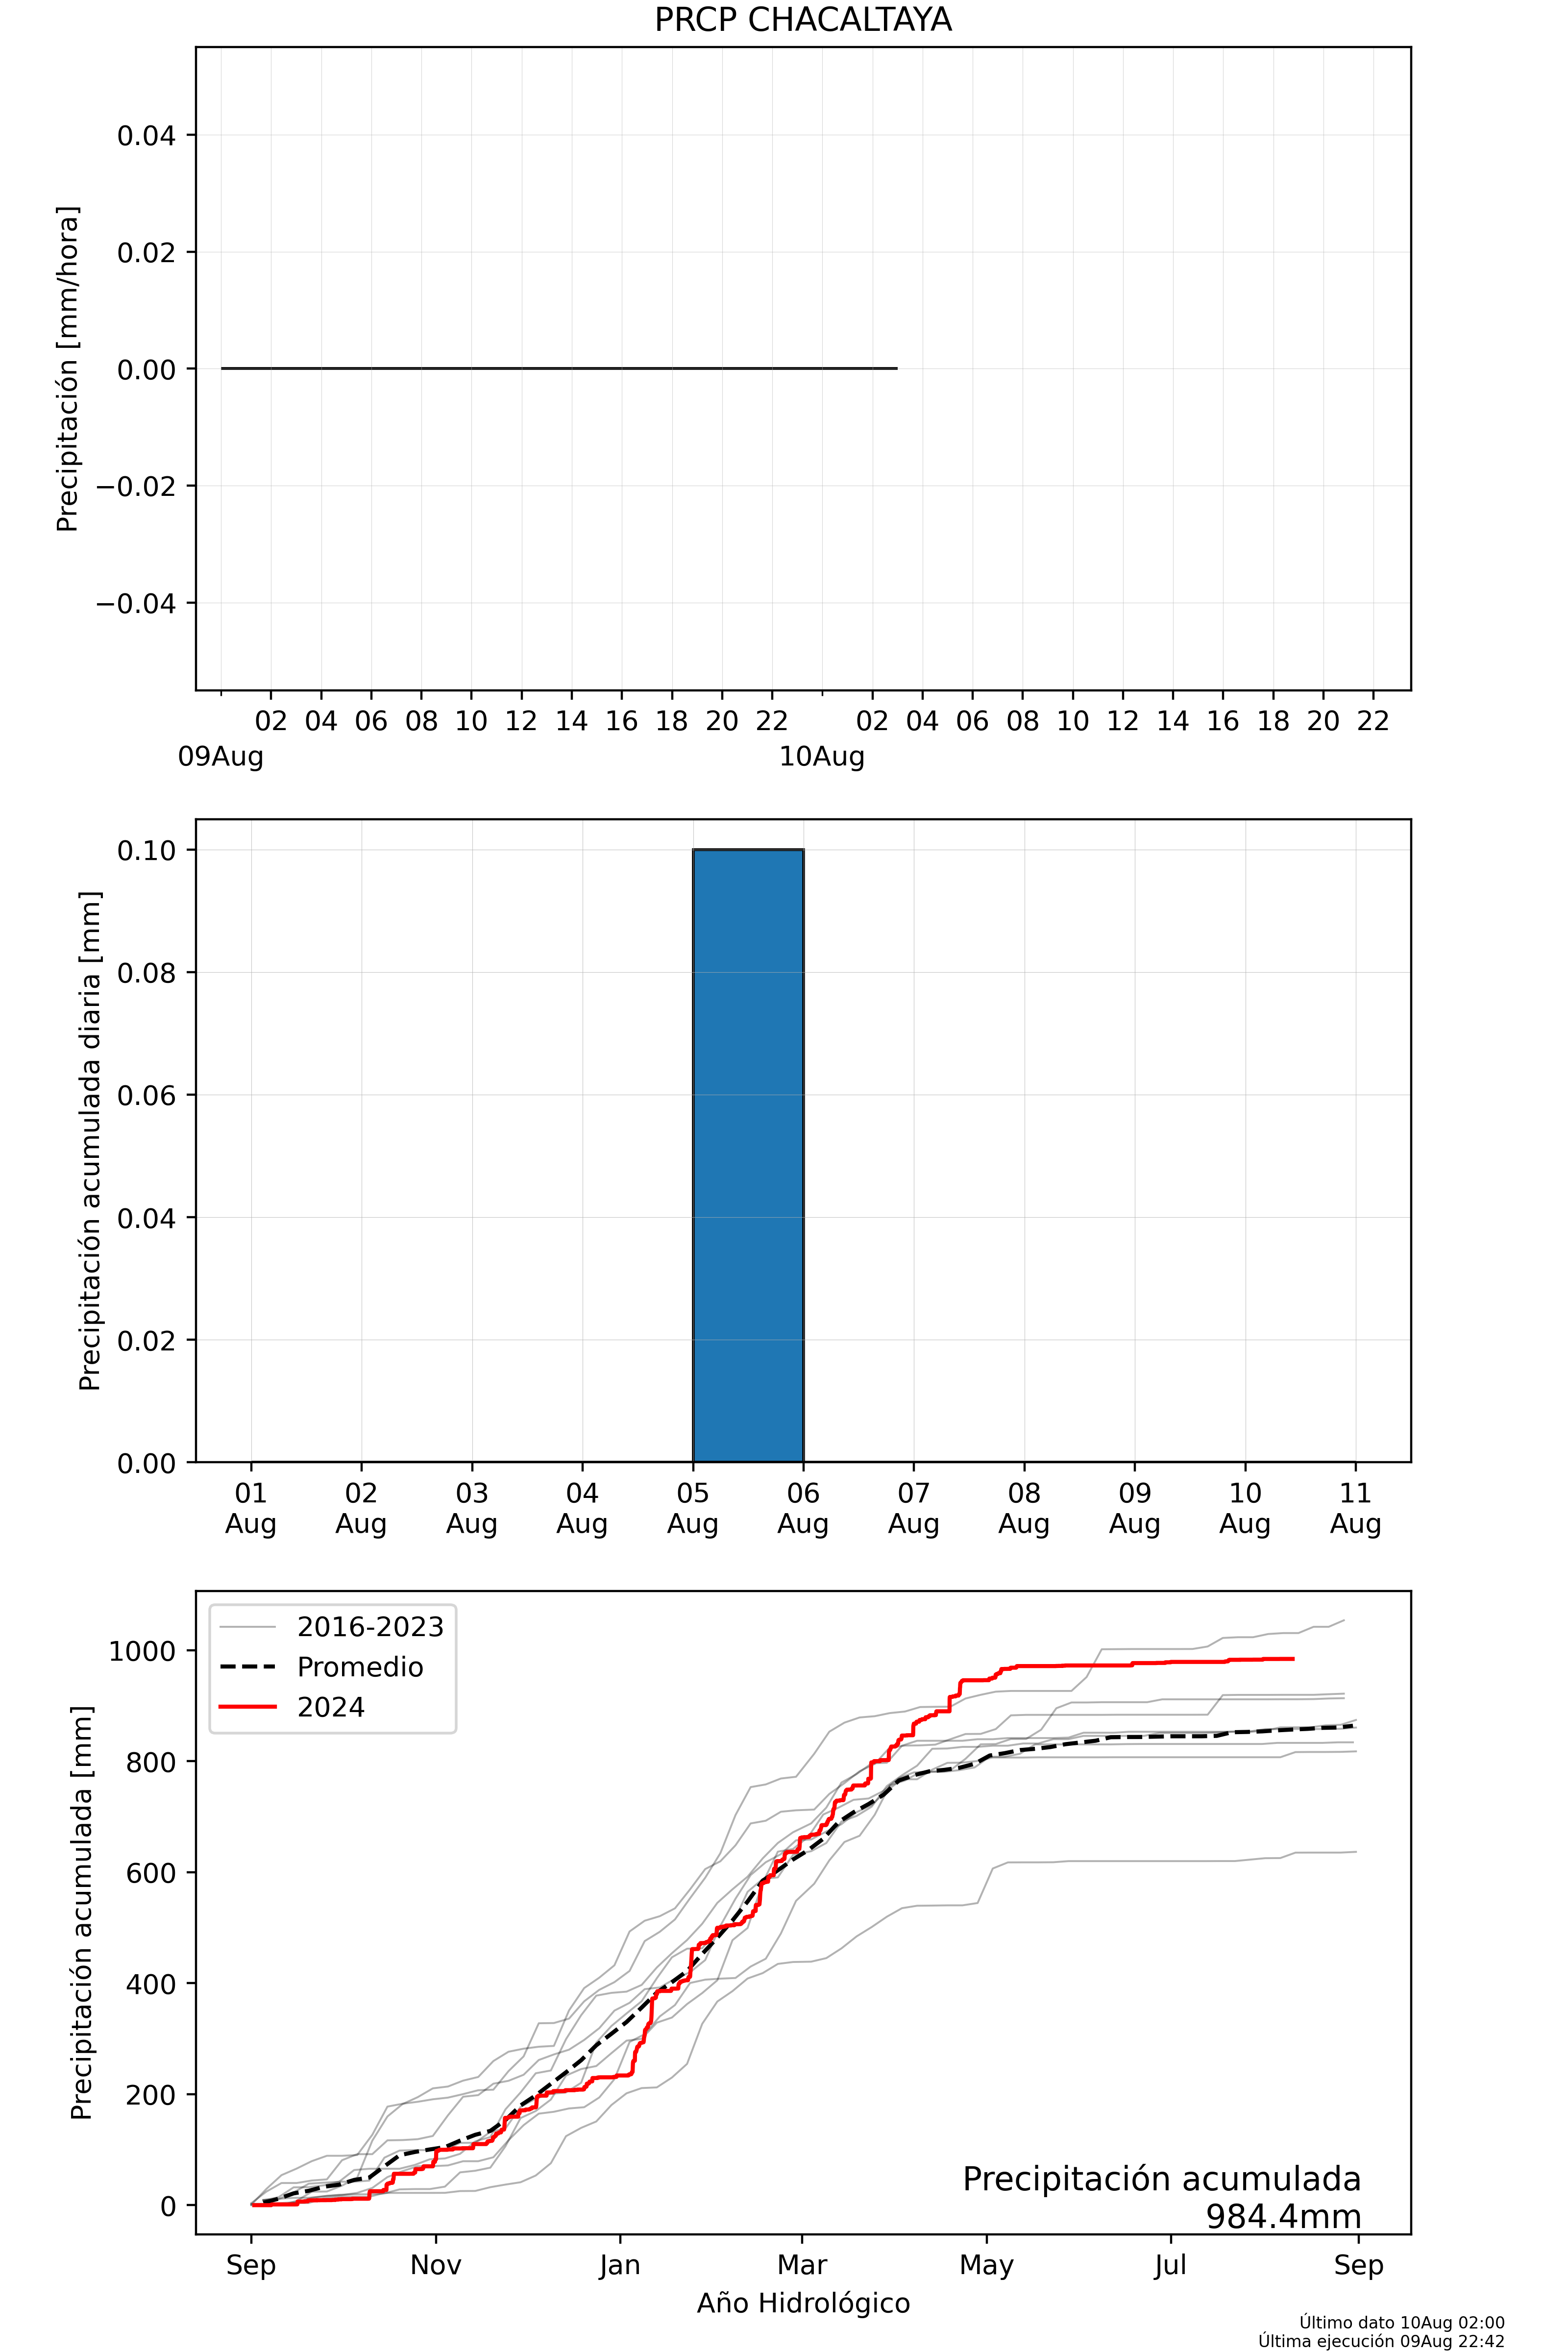 PRCP CHACALTAYA
Precipitación [mm/hora]
0.04
0.02
0.00
−0.02
−0.04
02 04 06 08 10 12 14 16 18 20 22 02 04 06 08 10 12 14 16 18 20 22
09Aug 10Aug
Precipitación acumulada diaria [mm]
0.10
0.08
0.06
0.04
0.02
0.00
01 02 03 04 05 06 07 08 09 10 11
Aug Aug Aug Aug Aug Aug Aug Aug Aug Aug Aug
Precipitación acumulada [mm]
1000
800
600
400
200
0
2016-2023
Promedio
2024
Precipitación acumulada
984.4mm
Sep Nov Jan Mar May Jul Sep
Año Hidrológico
Último dato 10Aug 02:00
Última ejecución 09Aug 22:42